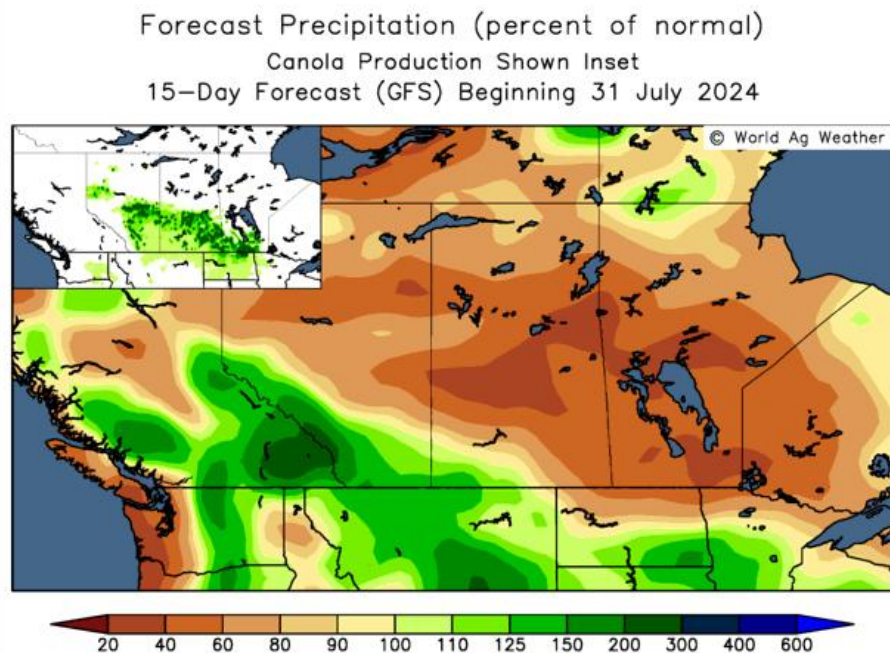 Forecast Precipitation (percent of normal)
Canola Production Shown Inset
15-Day Forecast (GFS) Beginning 31 July 2024
© World Ag Weather
20 40 60 80 90 100 110 125 150 200 300 400 600